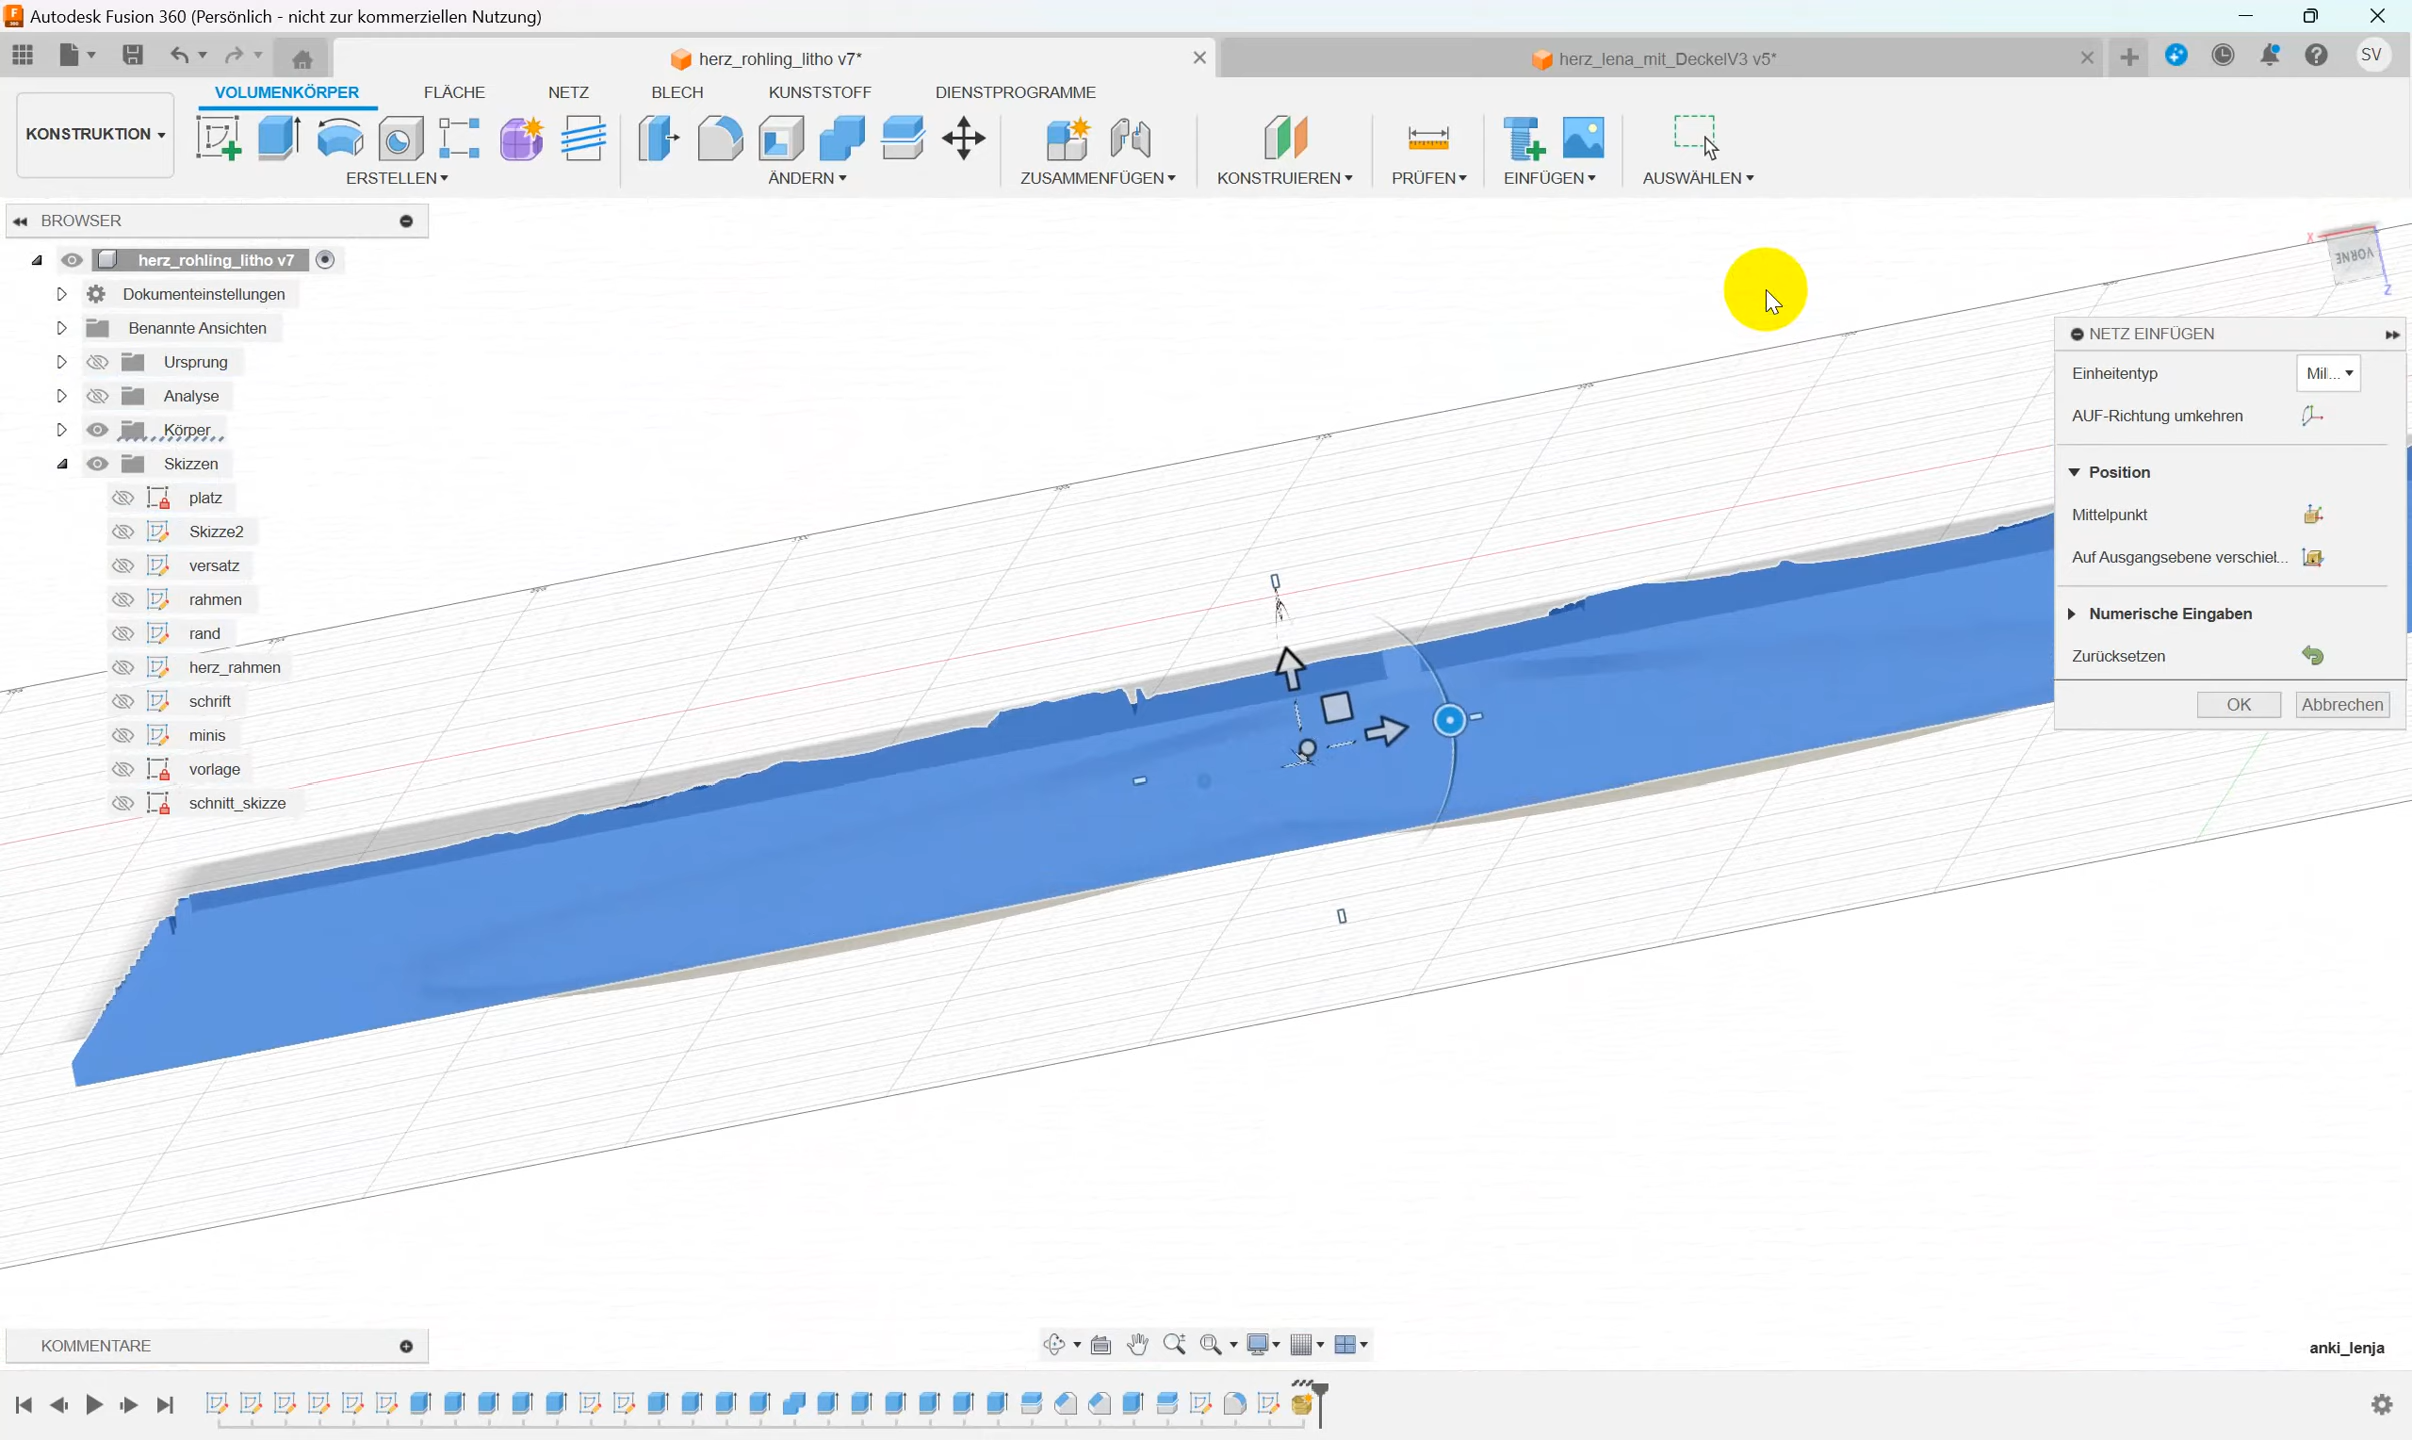 Autodesk Fusion 360 (Persönlich - nicht zur kommerziellen Nutzung)
herz_rohling_litho v7*
herz_lena_mit_DeckelV3 v5*
SV
VOLUMENKÖRPER
FLÄCHE
NETZ
BLECH
KUNSTSTOFF
DIENSTPROGRAMME
KONSTRUKTION
ERSTELLEN
ÄNDERN
ZUSAMMENFÜGEN
KONSTRUIEREN
PRÜFEN
EINFÜGEN
AUSWÄHLEN
BROWSER
herz_rohling_litho v7
Dokumenteinstellungen
Benannte Ansichten
Ursprung
Analyse
Körper
Skizzen
platz
Skizze2
versatz
rahmen
rand
herz_rahmen
schrift
minis
vorlage
schnitt_skizze
X
VORNE
Z
NETZ EINFÜGEN
Einheitentyp
Mil...
AUF-Richtung umkehren
Position
Mittelpunkt
Auf Ausgangsebene verschiel...
Numerische Eingaben
Zurücksetzen
OK
Abbrechen
KOMMENTARE
anki_lenja